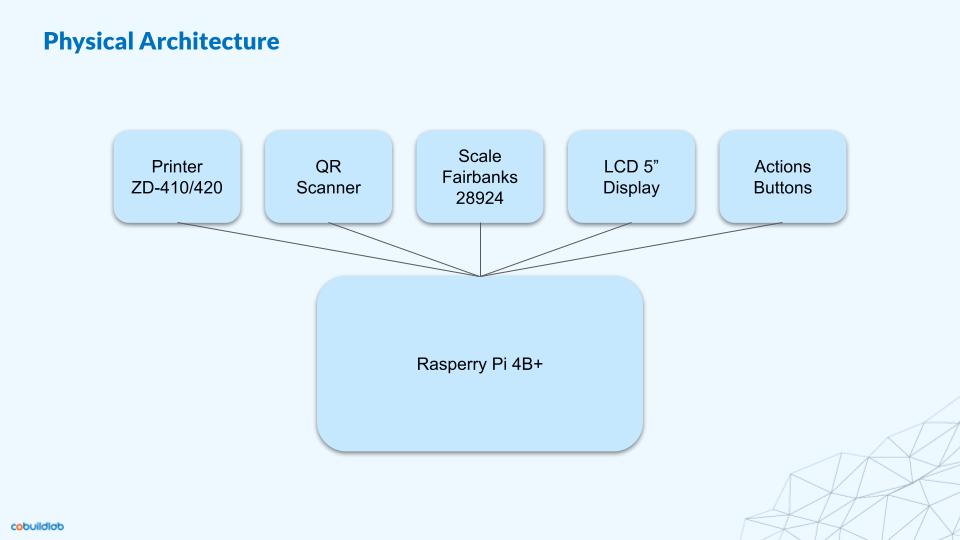 Physical Architecture
Printer
ZD-410/420
QR
Scanner
Scale
Fairbanks
28924
LCD 5”
Display
Actions
Buttons
Rasperry Pi 4B+
cobuildlab